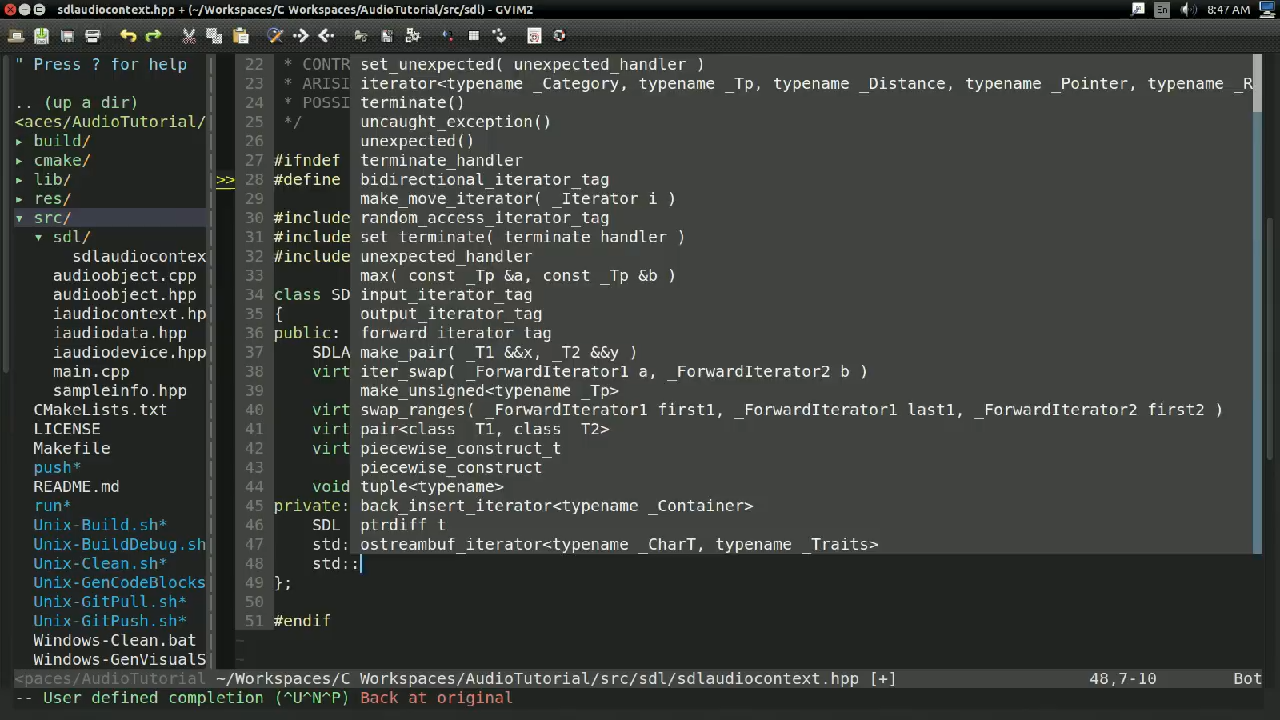 sdlaudiocontext.hpp + (~/Workspaces/C Workspaces/AudioTutorial/src/sdl) - GVIM2
En
8:47 AM
" Press ? for help
.. (up a dir)
<aces/AudioTutorial/
▸ build/
▸ cmake/
▸ lib/
▸ res/
▾ src/
▾ sdl/
sdlaudiocontex
audioobject.cpp
audioobject.hpp
iaudiocontext.hp
iaudiodata.hpp
iaudiodevice.hpp
main.cpp
sampleinfo.hpp
CMakeLists.txt
LICENSE
Makefile
push*
README.md
run*
Unix-Build.sh*
Unix-BuildDebug.sh
Unix-Clean.sh*
Unix-GenCodeBlocks
Unix-GitPull.sh*
Unix-GitPush.sh*
Windows-Clean.bat
Windows-GenVisualS
22 * CONTR
23 * ARISI
24 * POSSI
25 */
26
27 #ifndef
>> 28 #define
29
30 #include
31 #include
32 #include
33
34 class SD
35 {
36 public:
37 SDLA
38 virt
39
40 virt
41 virt
42 virt
43
44 void
45 private:
46 SDL
47 std:
48 std::
49 };
50
51 #endif
~
~
set_unexpected( unexpected_handler )
iterator<typename _Category, typename _Tp, typename _Distance, typename _Pointer, typename _R
terminate()
uncaught_exception()
unexpected()
terminate_handler
bidirectional_iterator_tag
make_move_iterator( _Iterator i )
random_access_iterator_tag
set terminate( terminate handler )
unexpected_handler
max( const _Tp &a, const _Tp &b )
input_iterator_tag
output_iterator_tag
forward iterator tag
make_pair( _T1 &&x, _T2 &&y )
iter_swap( _ForwardIterator1 a, _ForwardIterator2 b )
make_unsigned<typename _Tp>
swap_ranges( _ForwardIterator1 first1, _ForwardIterator1 last1, _ForwardIterator2 first2 )
pair<class _T1, class _T2>
piecewise_construct_t
piecewise_construct
tuple<typename>
back_insert_iterator<typename _Container>
ptrdiff t
ostreambuf_iterator<typename _CharT, typename _Traits>
<paces/AudioTutorial ~/Workspaces/C Workspaces/AudioTutorial/src/sdl/sdlaudiocontext.hpp [+] 48,7-10 Bot
-- User defined completion (^U^N^P) Back at original